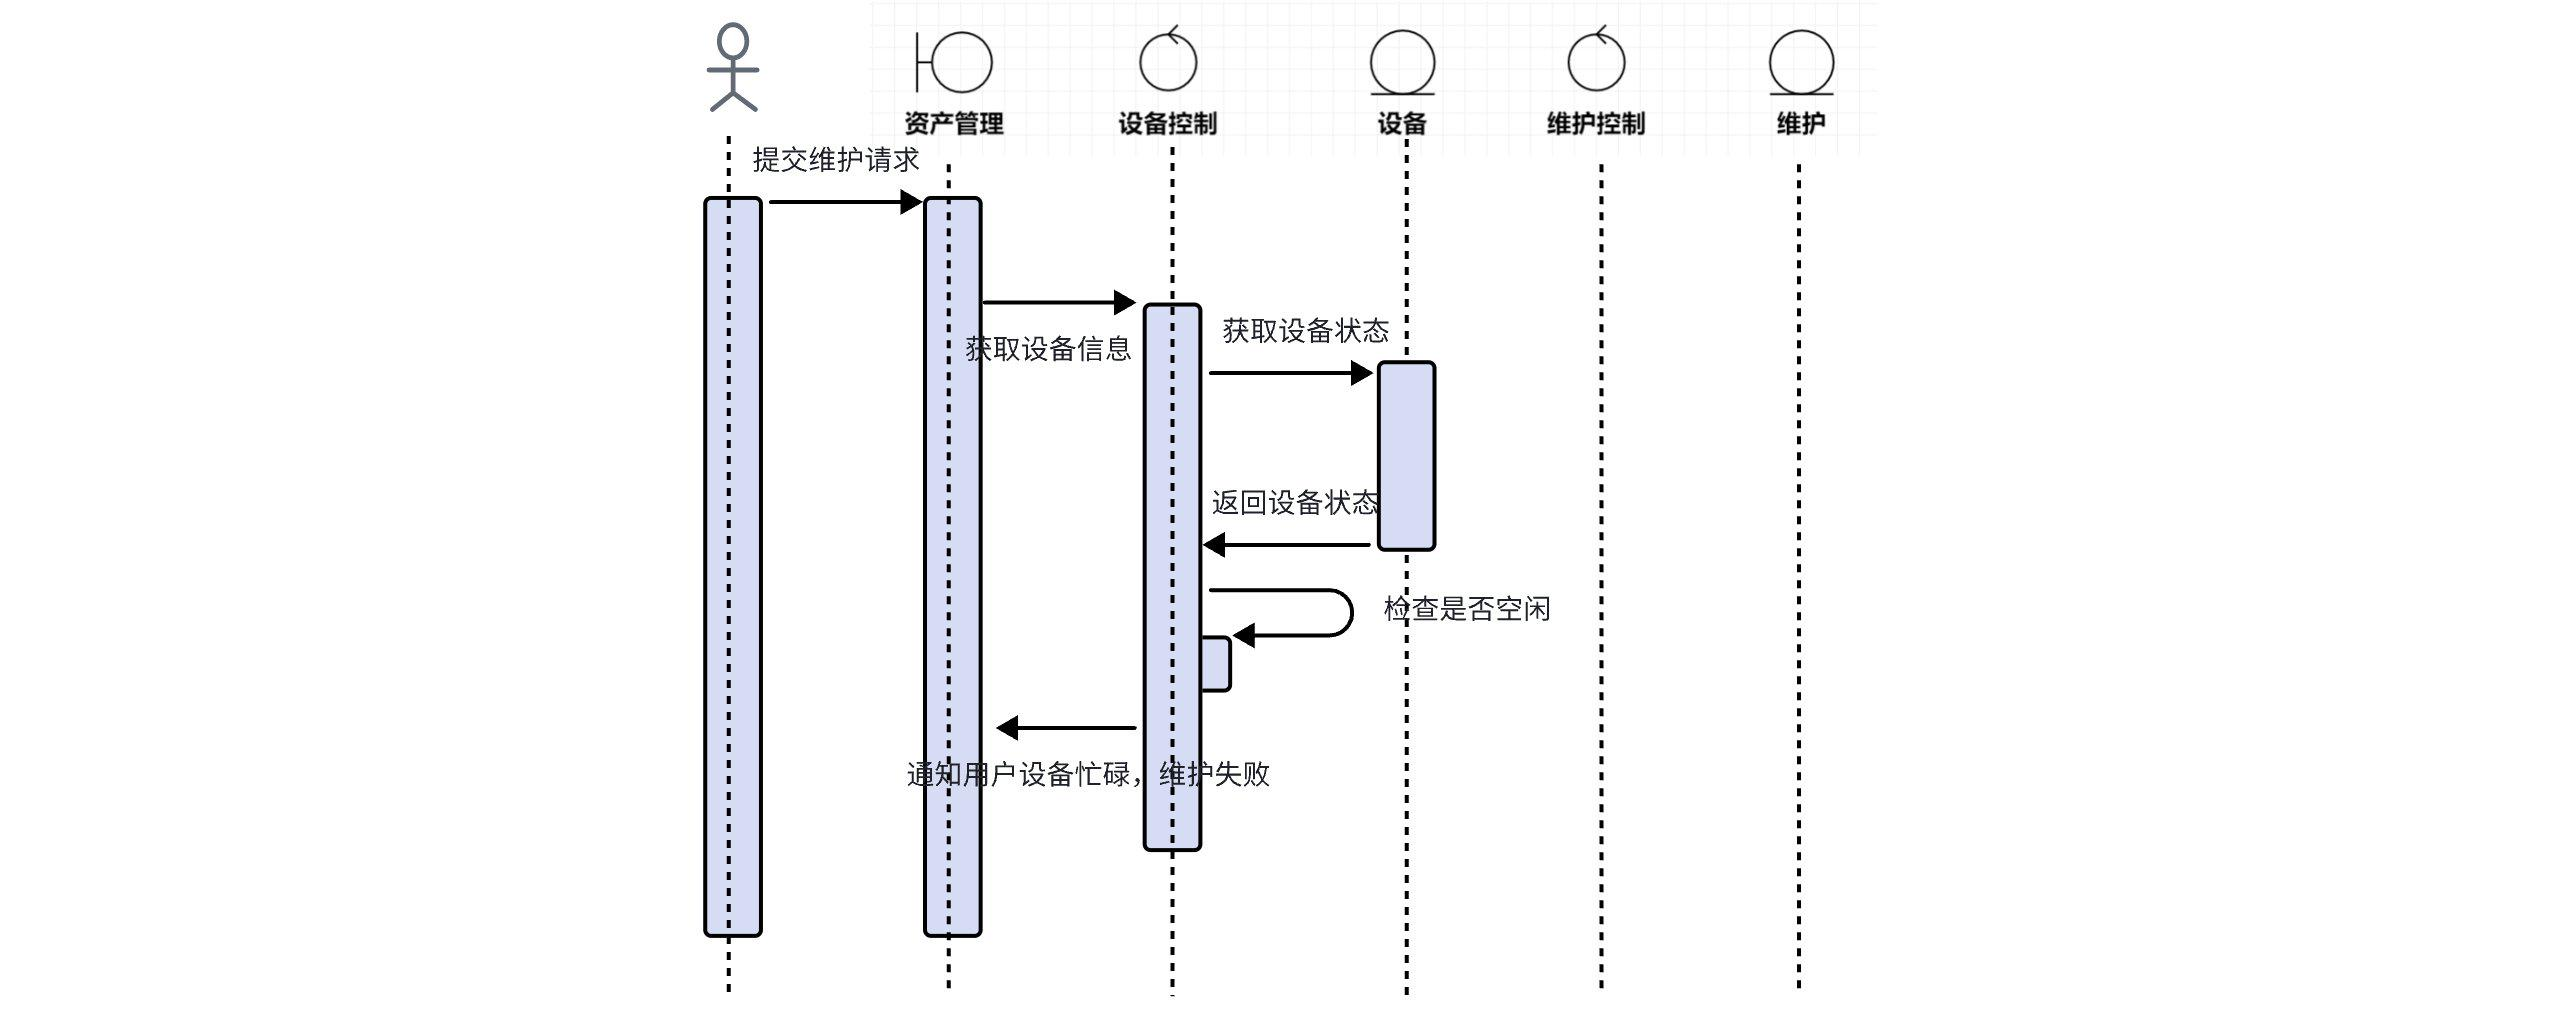 资产管理
设备控制
设备
维护控制
维护
提交维护请求
获取设备信息
获取设备状态
返回设备状态
检查是否空闲
通知用户设备忙碌，维护失败